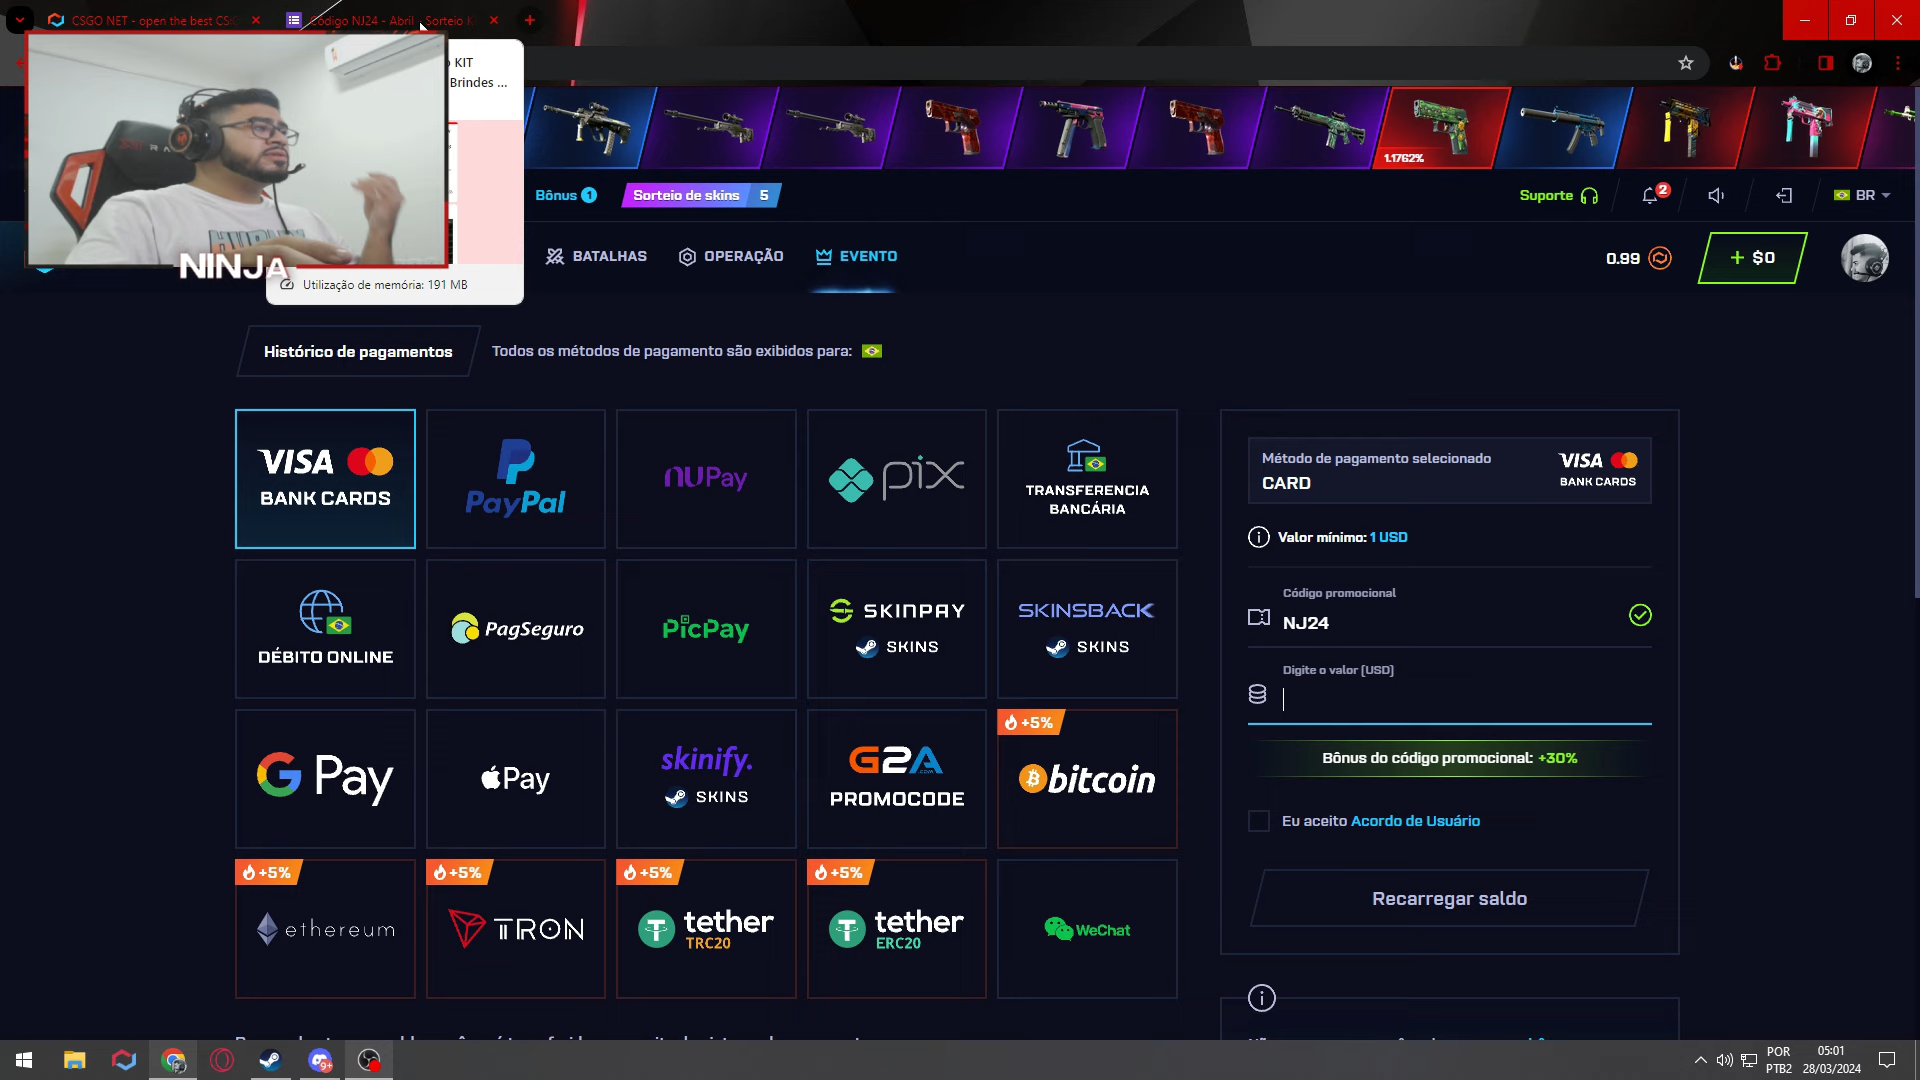 CSGO NET - open the best CS:G
Código NJ24 - Abril - Sorteio K
KIT
Brindes ...
Utilização de memória: 191 MB
NINJA
1.1762%
Bônus 1
Sorteio de skins 5
Suporte
2
BR
BATALHAS
OPERAÇÃO
EVENTO
0.99
+ $0
Histórico de pagamentos
Todos os métodos de pagamento são exibidos para:
VISA
BANK CARDS
PayPal
nuPay
pix
TRANSFERENCIA
BANCÁRIA
DÉBITO ONLINE
PagSeguro
PicPay
SKINPAY
SKINS
SKINSBACK
SKINS
G Pay
Pay
skinify.
SKINS
G2A.COM
PROMOCODE
+5%
bitcoin
+5%
ethereum
+5%
TRON
+5%
tether
TRC20
+5%
tether
ERC20
WeChat
Método de pagamento selecionado
CARD
VISA
BANK CARDS
Valor mínimo: 1 USD
Código promocional
NJ24
Digite o valor (USD)
Bônus do código promocional: +30%
Eu aceito Acordo de Usuário
Recarregar saldo
9+
POR
PTB2
05:01
28/03/2024